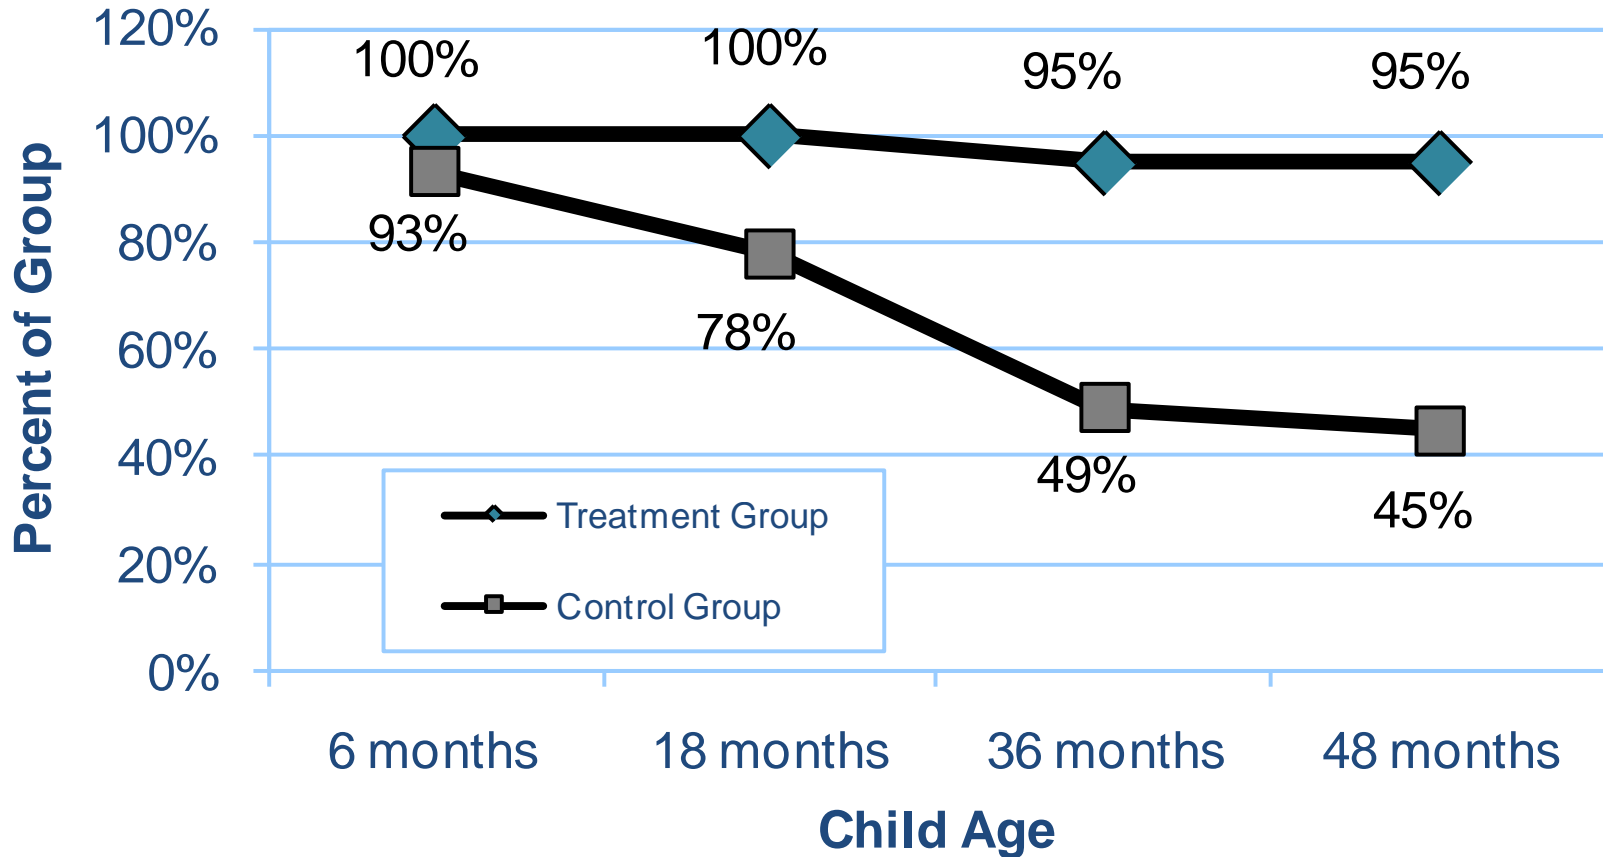 120%
100%
80%
60%
40%
20%
0%
Percent of Group
100%
100%
95%
95%
93%
78%
49%
45%
Treatment Group
Control Group
6 months
18 months
36 months
48 months
Child Age